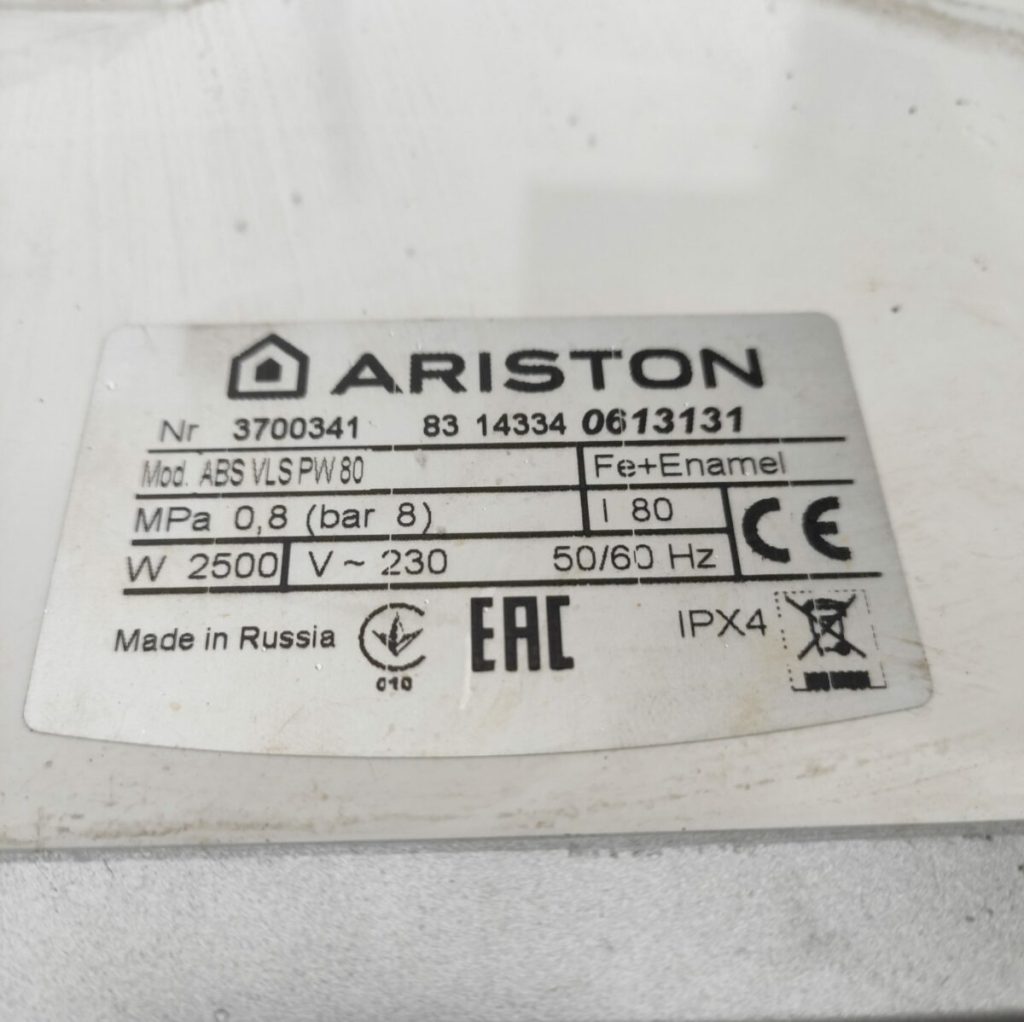 ARISTON
Nr 3700341 83 14334 0613131
Mod. ABS VLS PW 80 Fe+Enamel
MPa 0,8 (bar 8) l 80 CE
W 2500 V ~ 230 50/60 Hz
Made in Russia EAC IPX4
010